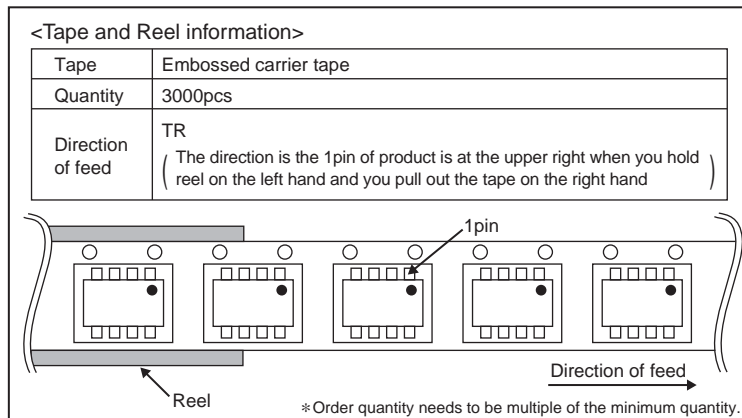 <Tape and Reel information>
Tape Embossed carrier tape
Quantity 3000pcs
Direction of feed TR
( The direction is the 1pin of product is at the upper right when you hold
reel on the left hand and you pull out the tape on the right hand )
1pin
Direction of feed
Reel
*Order quantity needs to be multiple of the minimum quantity.